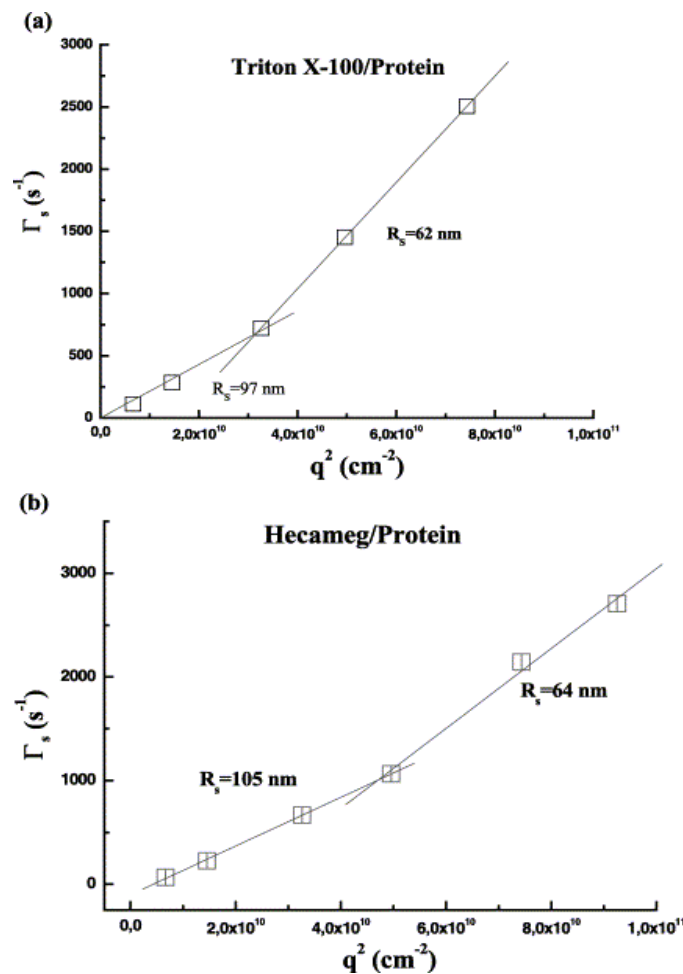 (a)
Triton X-100/Protein
3000
2500
2000
1500
1000
500
0
Γs (s-1)
Rs=62 nm
Rs=97 nm
0,0 2,0x10¹⁰ 4,0x10¹⁰ 6,0x10¹⁰ 8,0x10¹⁰ 1,0x10¹¹
q² (cm⁻²)
(b)
Hecameg/Protein
3000
2000
1000
0
Γs (s-1)
Rs=64 nm
Rs=105 nm
0,0 2,0x10¹⁰ 4,0x10¹⁰ 6,0x10¹⁰ 8,0x10¹⁰ 1,0x10¹¹
q² (cm⁻²)